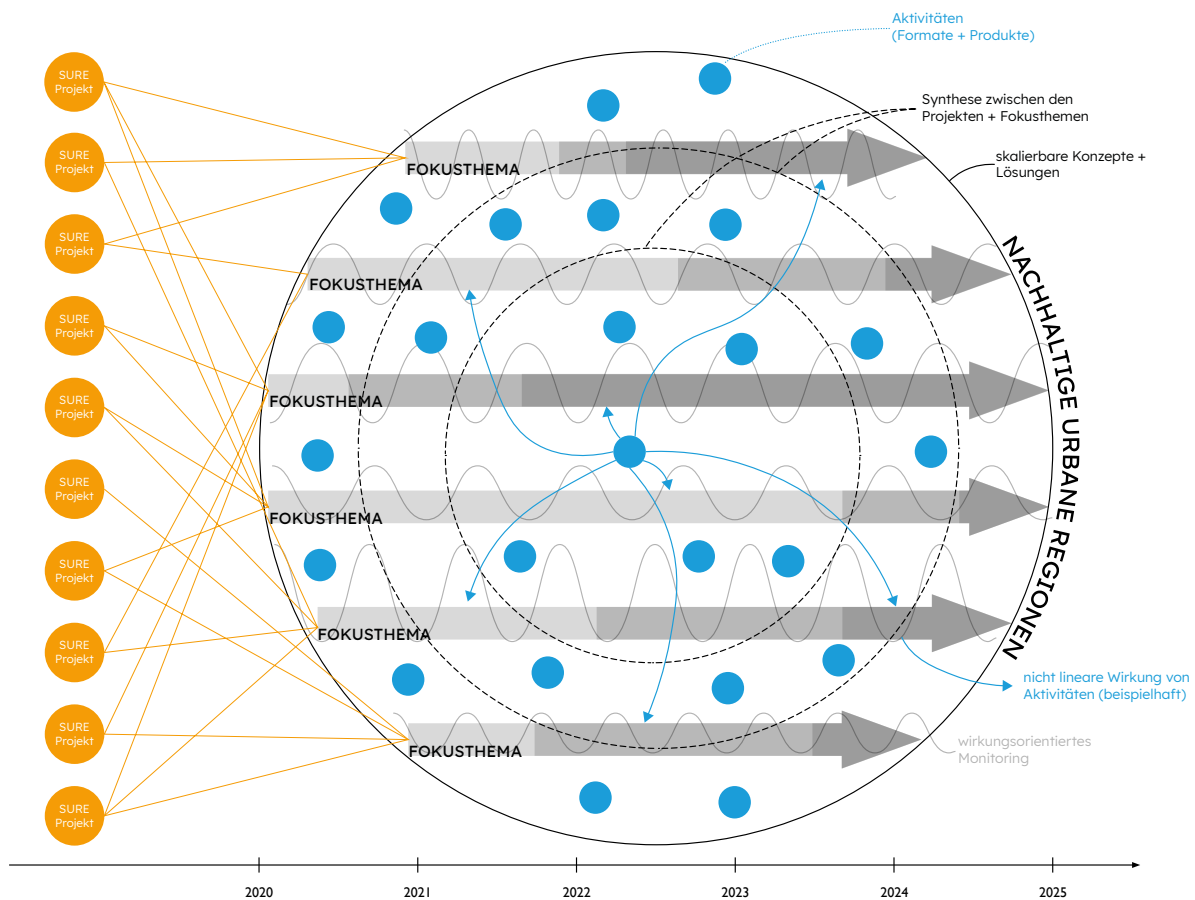 Aktivitäten
(Formate + Produkte)
SURE
Projekt
Synthese zwischen den
Projekten + Fokusthemen
SURE
Projekt
FOKUSTHEMA
skalierbare Konzepte +
Lösungen
SURE
Projekt
FOKUSTHEMA
NACHHALTIGE URBANE REGIONEN
SURE
Projekt
FOKUSTHEMA
SURE
Projekt
SURE
Projekt
FOKUSTHEMA
SURE
Projekt
FOKUSTHEMA
SURE
Projekt
nicht lineare Wirkung von
Aktivitäten (beispielhaft)
SURE
Projekt
FOKUSTHEMA
wirkungsorientiertes
Monitoring
SURE
Projekt
2020 2021 2022 2023 2024 2025